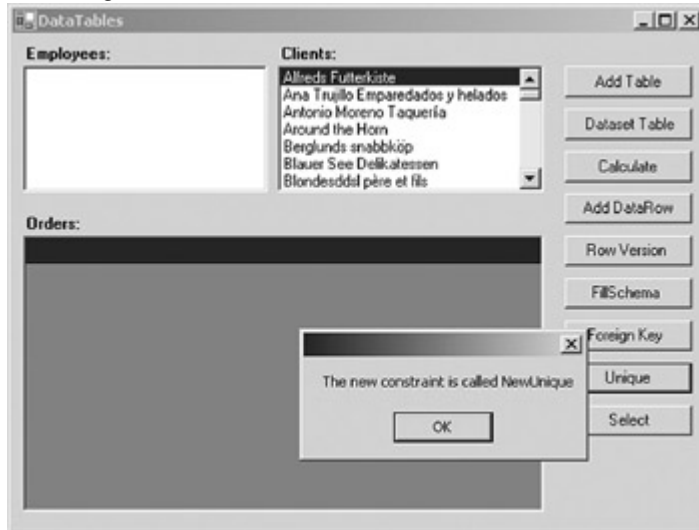 DataTables
Employees:
Clients:
Alfreds Futterkiste
Ana Trujillo Emparedados y helados
Antonio Moreno Taquería
Around the Horn
Berglunds snabbköp
Blauer See Delikatessen
Blondesddsl père et fils
Add Table
Dataset Table
Calculate
Add DataRow
Row Version
FillSchema
Foreign Key
Unique
Select
Orders:
The new constraint is called NewUnique
OK